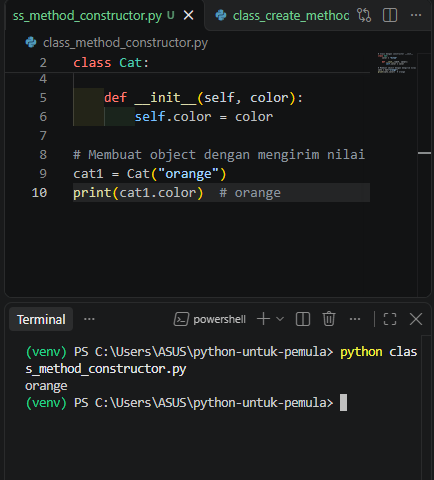 ss_method_constructor.py U
class_create_method
class_method_constructor.py
2 class Cat:
4
5 def __init__(self, color):
6 self.color = color
7
8 # Membuat object dengan mengirim nilai
9 cat1 = Cat("orange")
10 print(cat1.color)  # orange
Terminal
powershell
(venv) PS C:\Users\ASUS\python-untuk-pemula> python clas
s_method_constructor.py
orange
(venv) PS C:\Users\ASUS\python-untuk-pemula>